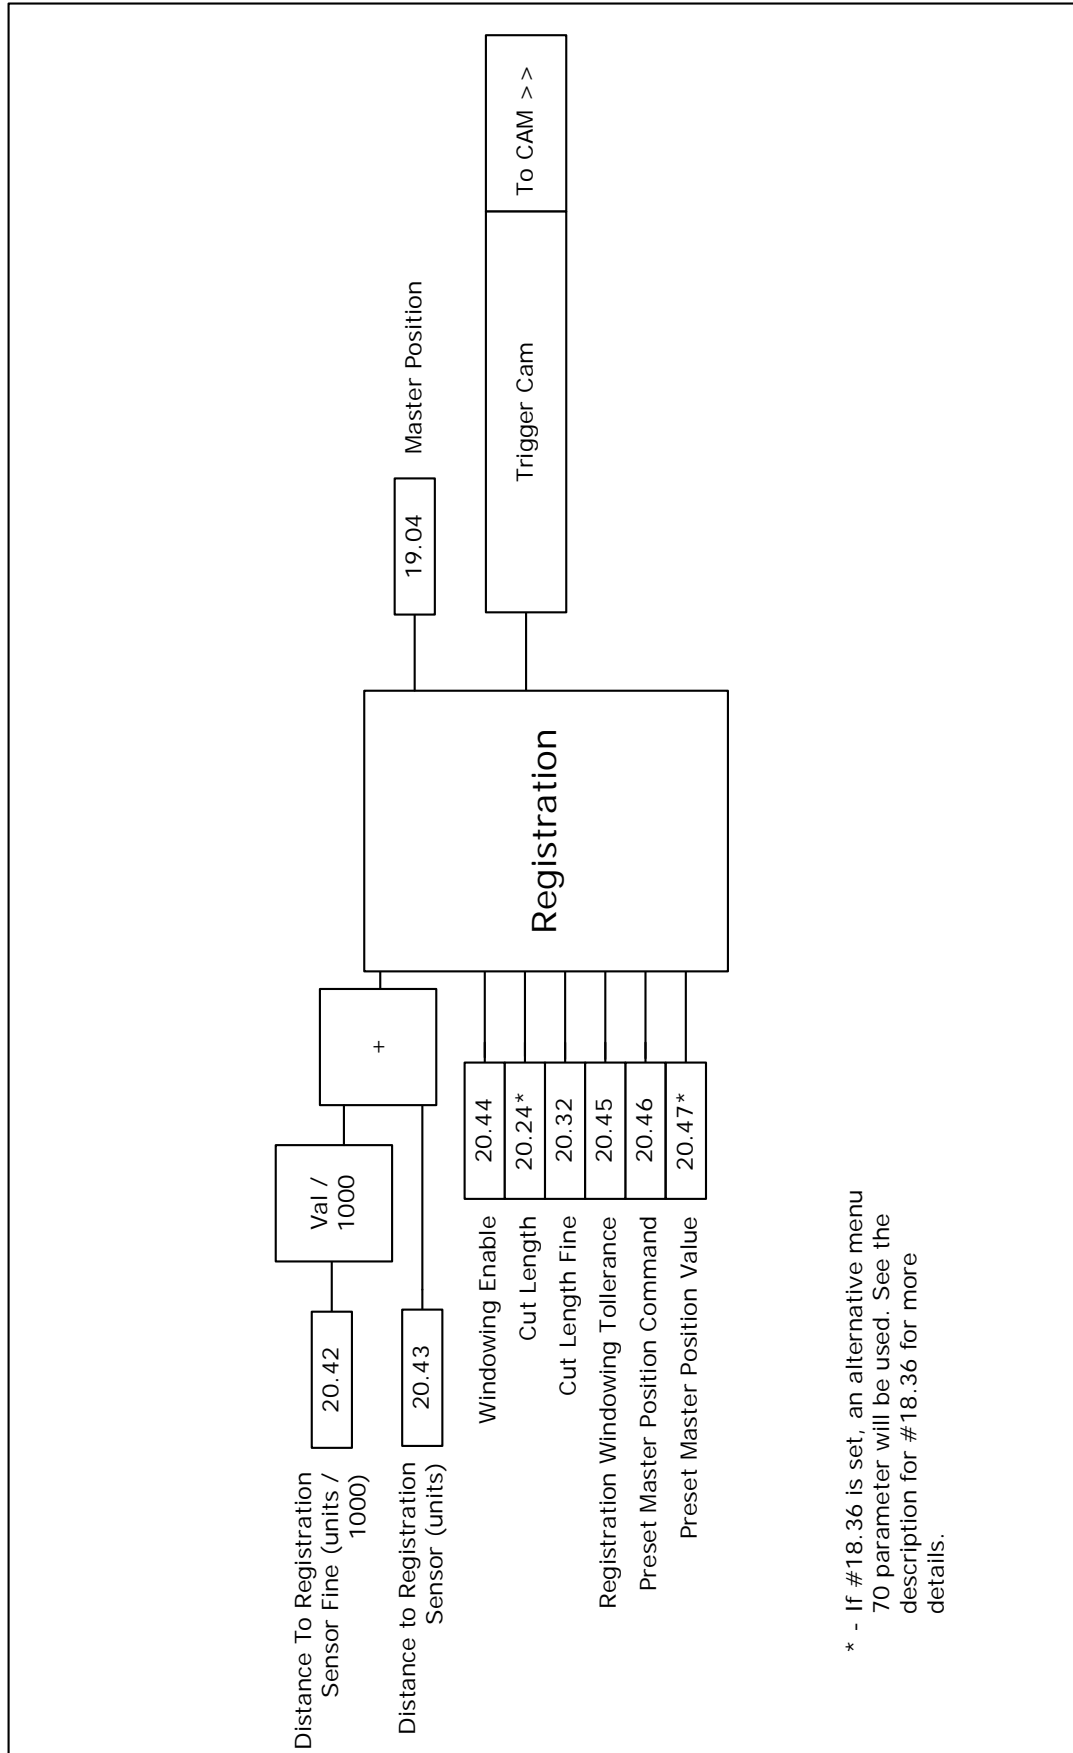 Distance To Registration
Sensor Fine (units /
1000)
20.42
Val /
1000
Distance to Registration
Sensor (units)
20.43
+
Windowing Enable
20.44
Cut Length
20.24*
Cut Length Fine
20.32
Registration Windowing Tollerance
20.45
Preset Master Position Command
20.46
Preset Master Position Value
20.47*
Registration
19.04
Master Position
Trigger Cam
To CAM >>
* - If #18.36 is set, an alternative menu
70 parameter will be used. See the
description for #18.36 for more
details.